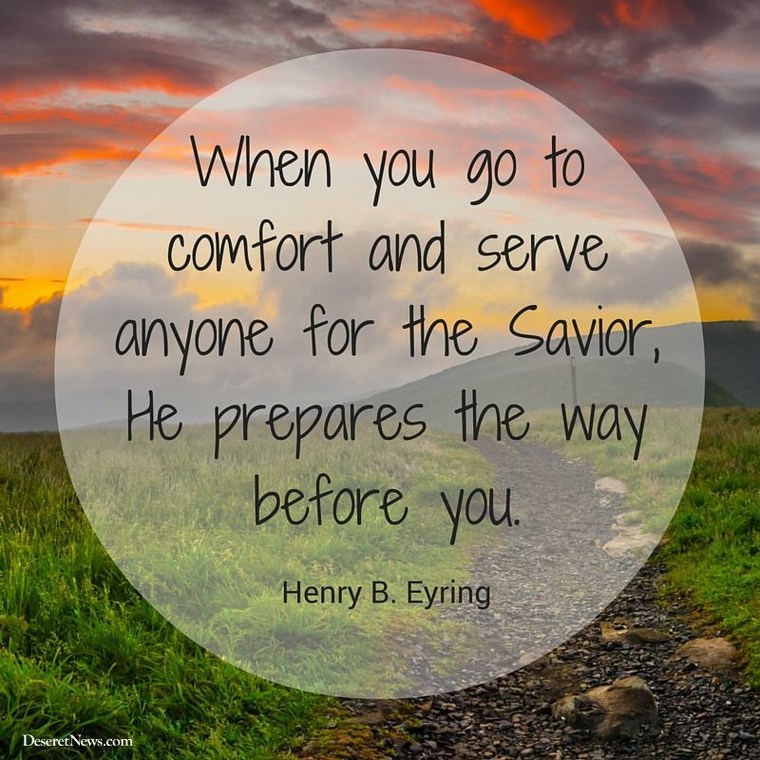 When you go to
comfort and serve
anyone for the Savior,
He prepares the way
before you.
Henry B. Eyring
DeseretNews.com